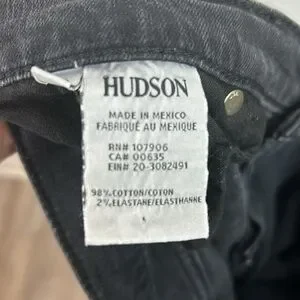 HUDSON
MADE IN MEXICO
FABRIQUÉ AU MEXIQUE
RN# 107906
CA# 00635
EIN# 20-3082491
98% COTTON/COTON
2% ELASTANE/ELASTHANNE